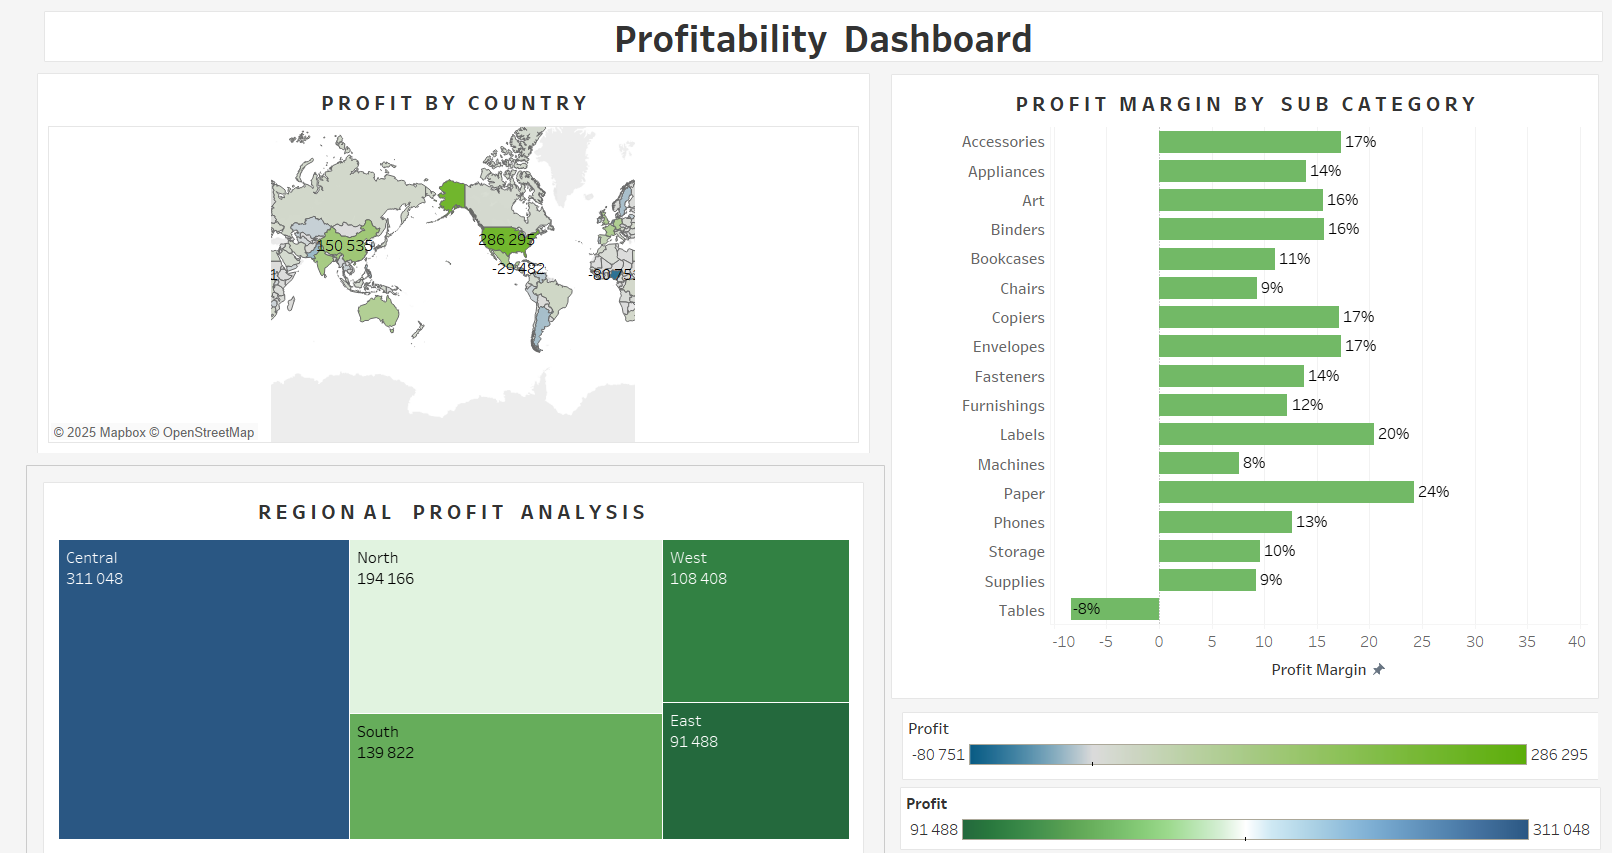 Profitability Dashboard
PROFIT BY COUNTRY
150 535
286 295
-29 482
© 2025 Mapbox © OpenStreetMap
PROFIT MARGIN BY SUB CATEGORY
Accessories 17%
Appliances 14%
Art 16%
Binders 16%
Bookcases 11%
Chairs 9%
Copiers 17%
Envelopes 17%
Fasteners 14%
Furnishings 12%
Labels 20%
Machines 8%
Paper 24%
Phones 13%
Storage 10%
Supplies 9%
Tables -8%
-10 -5 0 5 10 15 20 25 30 35 40
Profit Margin
REGIONAL PROFIT ANALYSIS
Central
311 048
North
194 166
South
139 822
West
108 408
East
91 488
Profit
-80 751 286 295
Profit
91 488 311 048